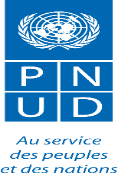 P N
U D
Au service
des peuples
et des nations